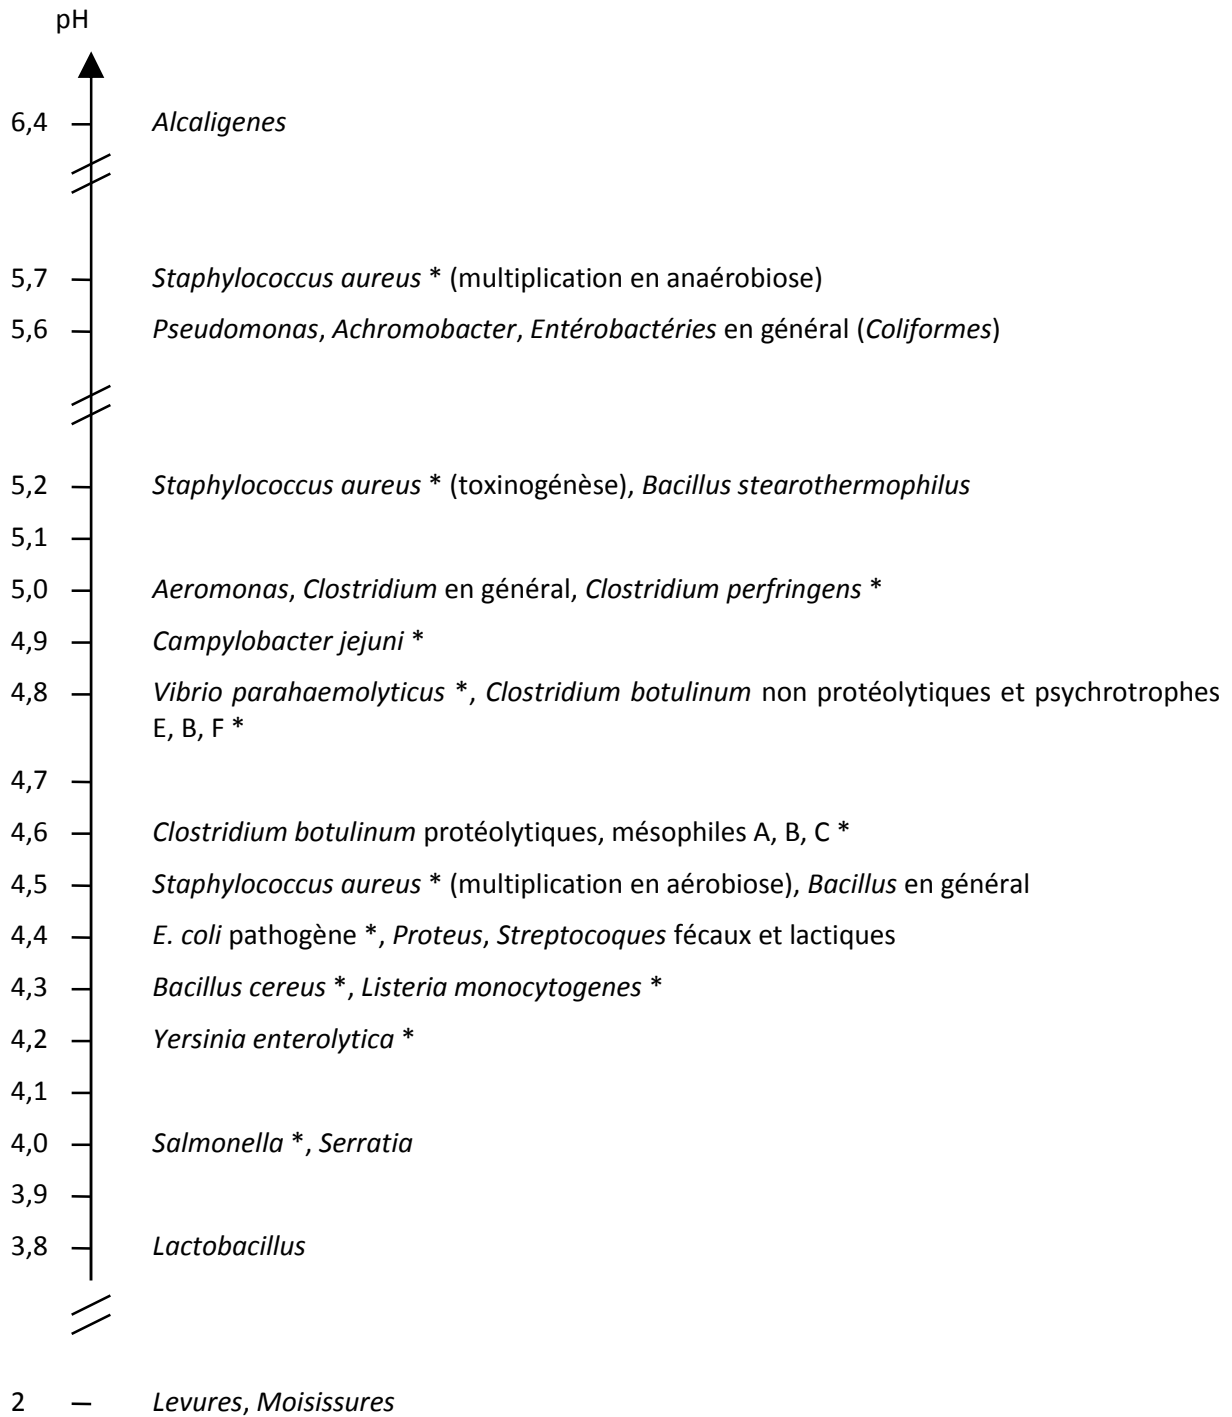 pH
6,4 Alcaligenes
5,7 Staphylococcus aureus * (multiplication en anaérobiose)
5,6 Pseudomonas, Achromobacter, Entérobactéries en général (Coliformes)
5,2 Staphylococcus aureus * (toxinogénèse), Bacillus stearothermophilus
5,1
5,0 Aeromonas, Clostridium en général, Clostridium perfringens *
4,9 Campylobacter jejuni *
4,8 Vibrio parahaemolyticus *, Clostridium botulinum non protéolytiques et psychrotrophes
E, B, F *
4,7
4,6 Clostridium botulinum protéolytiques, mésophiles A, B, C *
4,5 Staphylococcus aureus * (multiplication en aérobiose), Bacillus en général
4,4 E. coli pathogène *, Proteus, Streptocoques fécaux et lactiques
4,3 Bacillus cereus *, Listeria monocytogenes *
4,2 Yersinia enterolytica *
4,1
4,0 Salmonella *, Serratia
3,9
3,8 Lactobacillus
2 Levures, Moisissures